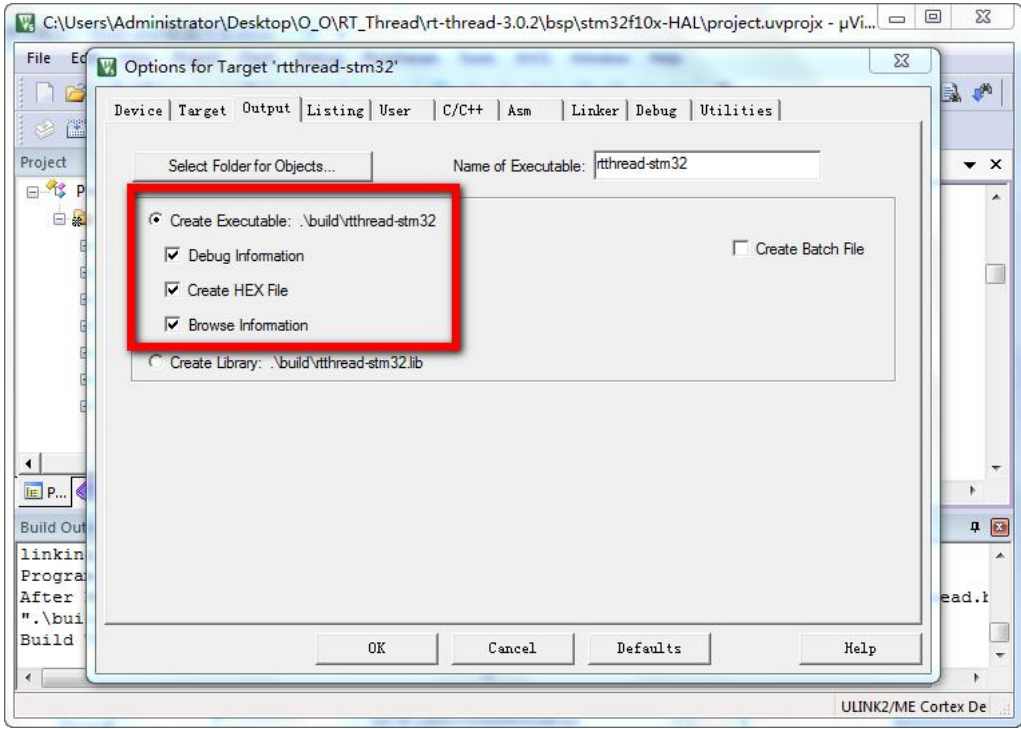 C:\Users\Administrator\Desktop\O_O\RT_Thread\rt-thread-3.0.2\bsp\stm32f10x-HAL\project.uvprojx - µVi...
File Ed
Options for Target 'rtthread-stm32'
Device Target Output Listing User C/C++ Asm Linker Debug Utilities
Project
Select Folder for Objects...
Name of Executable: rtthread-stm32
P
Create Executable: .\build\rtthread-stm32
Debug Information
Create Batch File
Create HEX File
Browse Information
Create Library: .\build\rtthread-stm32.lib
P...
Build Out
linkin
Progra
After
ead.b
".\bui
Build
OK Cancel Defaults Help
ULINK2/ME Cortex De